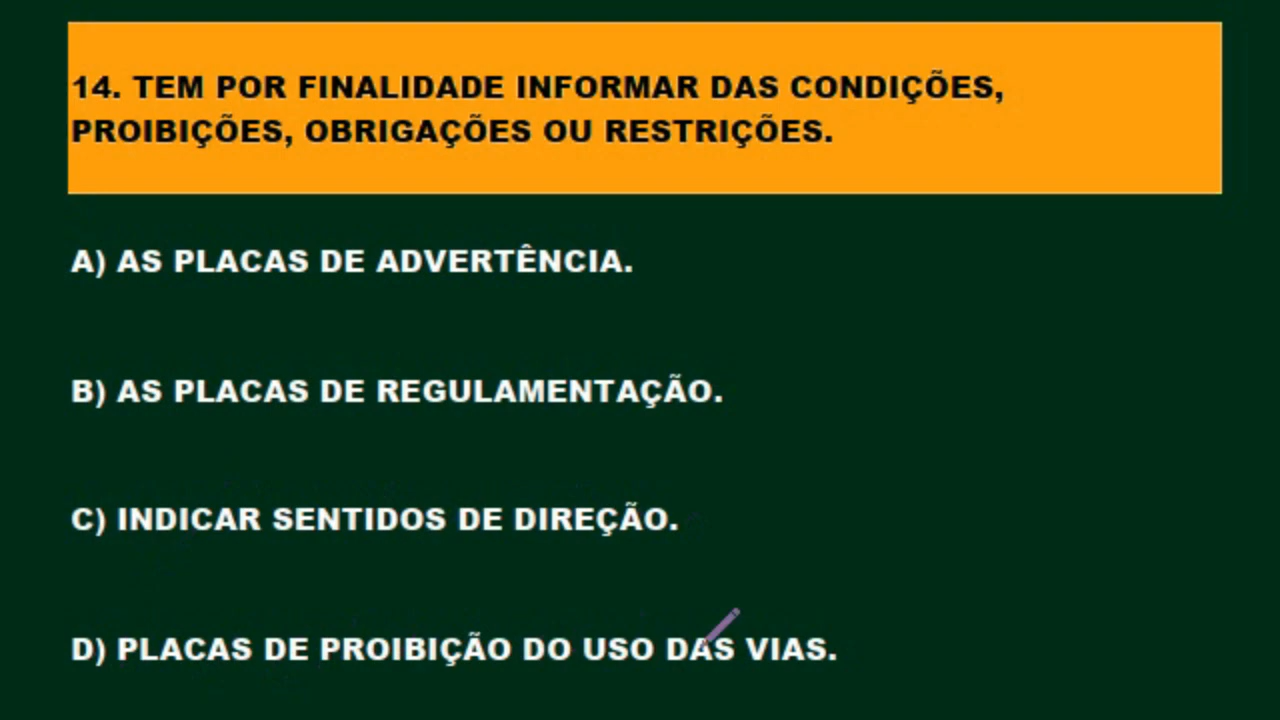 14. TEM POR FINALIDADE INFORMAR DAS CONDIÇÕES,
PROIBIÇÕES, OBRIGAÇÕES OU RESTRIÇÕES.
A) AS PLACAS DE ADVERTÊNCIA.
B) AS PLACAS DE REGULAMENTAÇÃO.
C) INDICAR SENTIDOS DE DIREÇÃO.
D) PLACAS DE PROIBIÇÃO DO USO DAS VIAS.